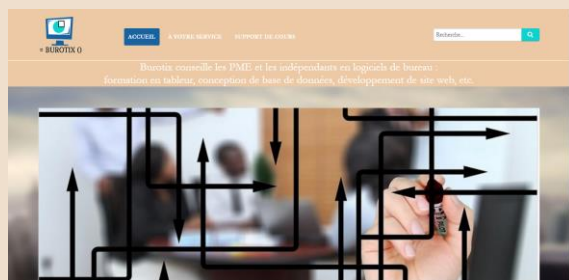 ACCUEIL
A VOTRE SERVICE
SUPPORT DE COURS
Recherche...
= BUROTIX ()
Burotix conseille les PME et les indépendants en logiciels de bureau :
formation en tableur, conception de base de données, développement de site web, etc.